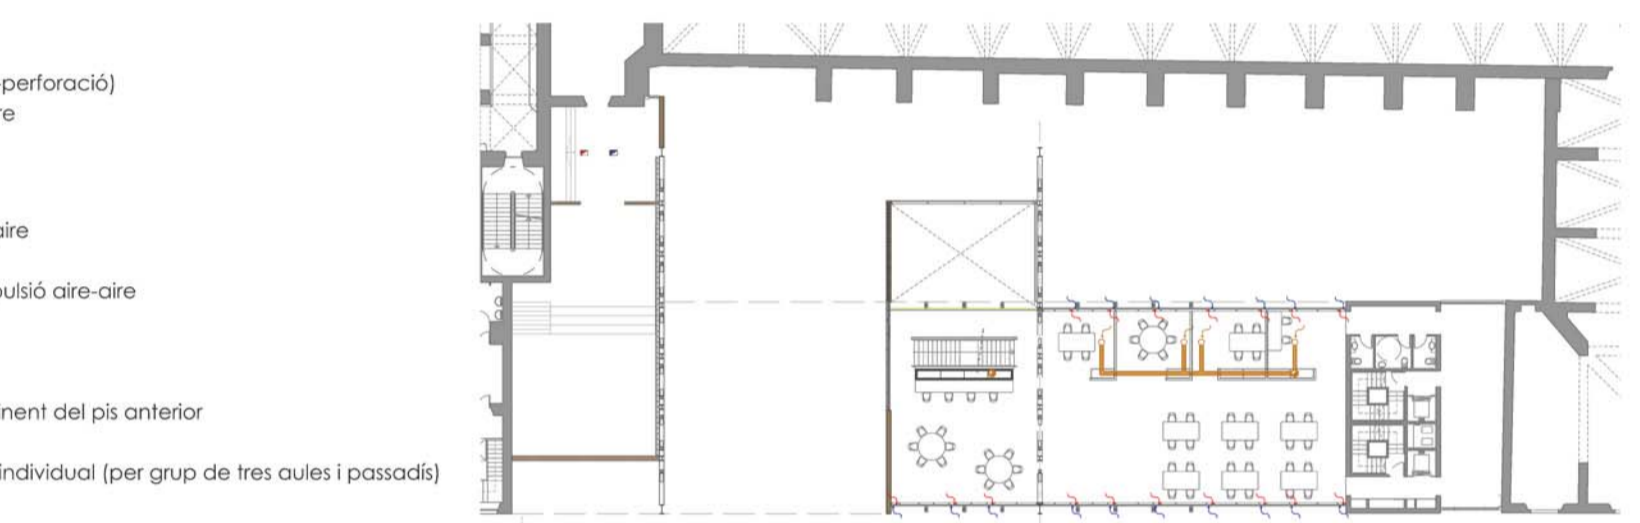 -perforació)
re
aire
pulsió aire-aire
inent del pis anterior
individual (per grup de tres aules i passadís)